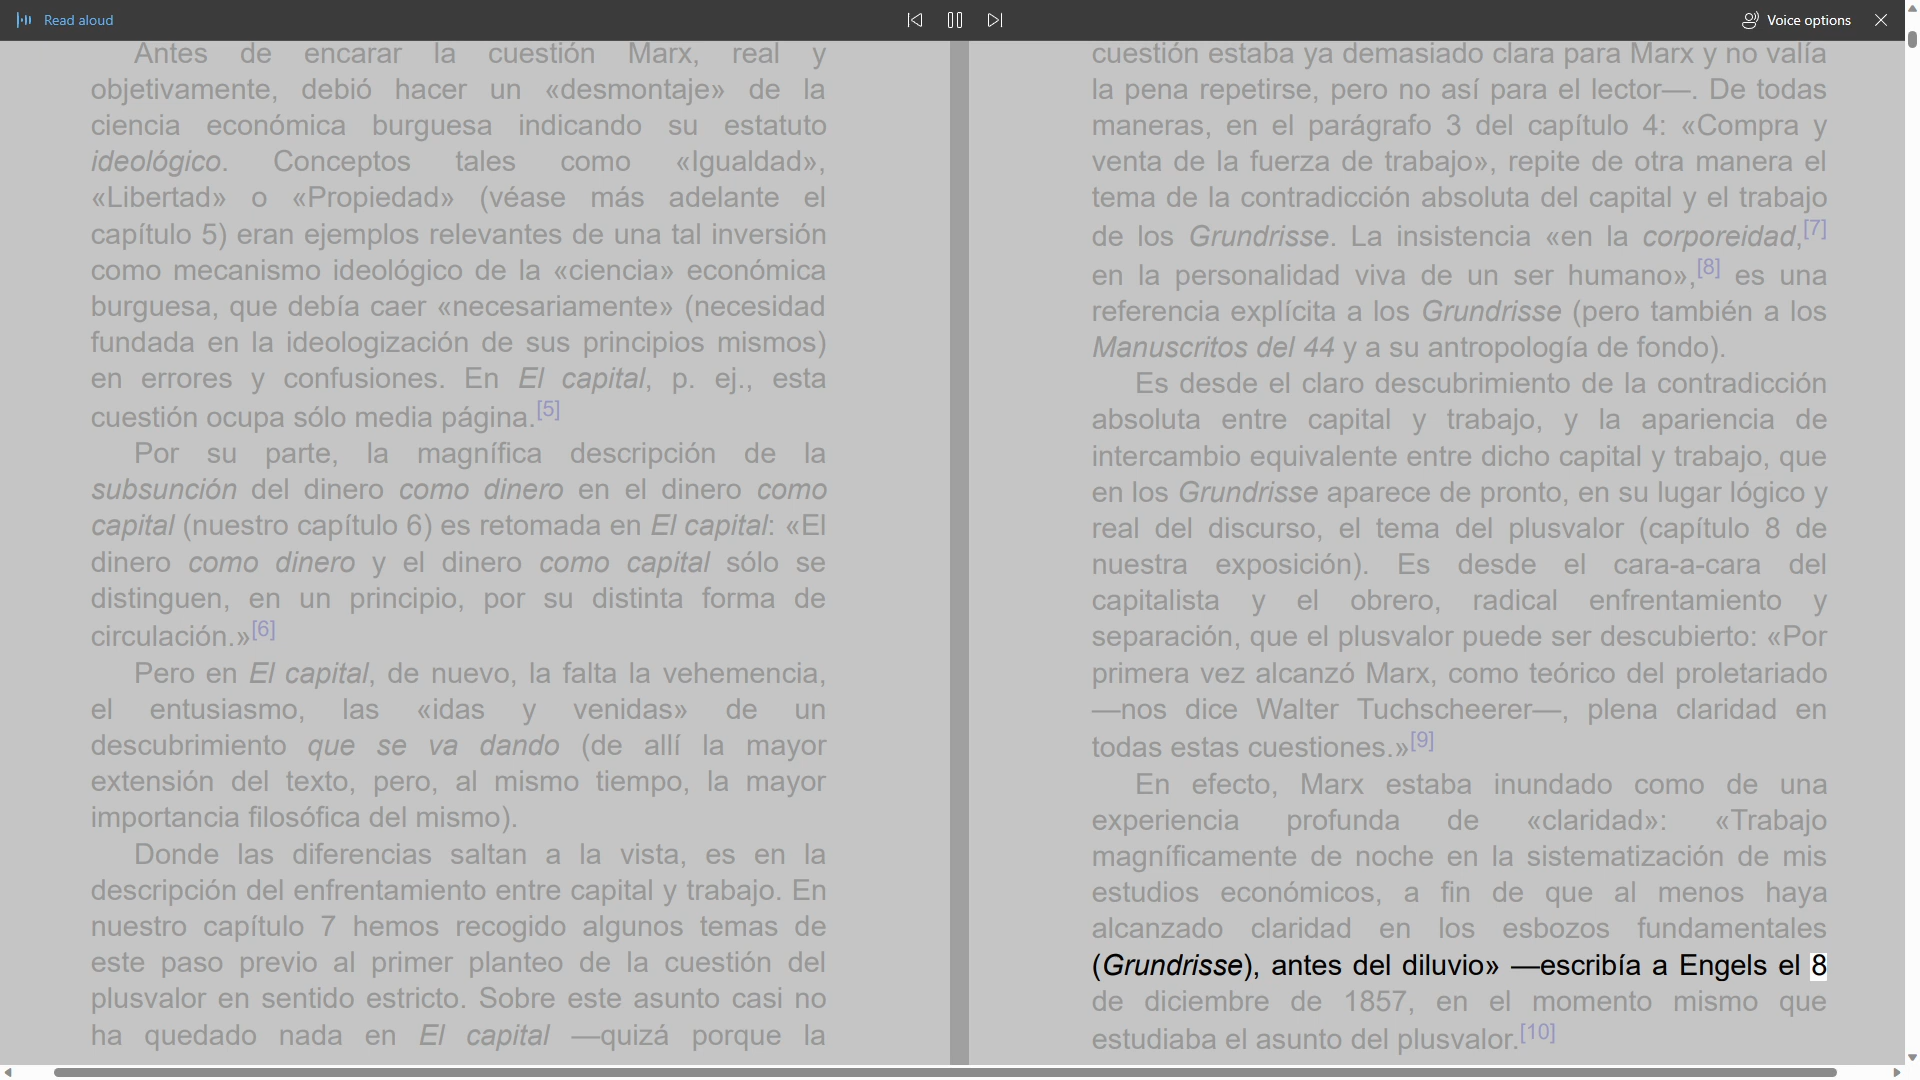 Read aloud
Voice options
Antes de encarar la cuestión Marx, real y
objetivamente, debió hacer un «desmontaje» de la
ciencia económica burguesa indicando su estatuto
ideológico. Conceptos tales como «Igualdad»,
«Libertad» o «Propiedad» (véase más adelante el
capítulo 5) eran ejemplos relevantes de una tal inversión
como mecanismo ideológico de la «ciencia» económica
burguesa, que debía caer «necesariamente» (necesidad
fundada en la ideologización de sus principios mismos)
en errores y confusiones. En El capital, p. ej., esta
cuestión ocupa sólo media página.[5]
Por su parte, la magnífica descripción de la
subsunción del dinero como dinero en el dinero como
capital (nuestro capítulo 6) es retomada en El capital: «El
dinero como dinero y el dinero como capital sólo se
distinguen, en un principio, por su distinta forma de
circulación.»[6]
Pero en El capital, de nuevo, la falta la vehemencia,
el entusiasmo, las «idas y venidas» de un
descubrimiento que se va dando (de allí la mayor
extensión del texto, pero, al mismo tiempo, la mayor
importancia filosófica del mismo).
Donde las diferencias saltan a la vista, es en la
descripción del enfrentamiento entre capital y trabajo. En
nuestro capítulo 7 hemos recogido algunos temas de
este paso previo al primer planteo de la cuestión del
plusvalor en sentido estricto. Sobre este asunto casi no
ha quedado nada en El capital —quizá porque la
cuestión estaba ya demasiado clara para Marx y no valía
la pena repetirse, pero no así para el lector—. De todas
maneras, en el parágrafo 3 del capítulo 4: «Compra y
venta de la fuerza de trabajo», repite de otra manera el
tema de la contradicción absoluta del capital y el trabajo
de los Grundrisse. La insistencia «en la corporeidad,[7]
en la personalidad viva de un ser humano»,[8] es una
referencia explícita a los Grundrisse (pero también a los
Manuscritos del 44 y a su antropología de fondo).
Es desde el claro descubrimiento de la contradicción
absoluta entre capital y trabajo, y la apariencia de
intercambio equivalente entre dicho capital y trabajo, que
en los Grundrisse aparece de pronto, en su lugar lógico y
real del discurso, el tema del plusvalor (capítulo 8 de
nuestra exposición). Es desde el cara-a-cara del
capitalista y el obrero, radical enfrentamiento y
separación, que el plusvalor puede ser descubierto: «Por
primera vez alcanzó Marx, como teórico del proletariado
—nos dice Walter Tuchscheerer—, plena claridad en
todas estas cuestiones.»[9]
En efecto, Marx estaba inundado como de una
experiencia profunda de «claridad»: «Trabajo
magníficamente de noche en la sistematización de mis
estudios económicos, a fin de que al menos haya
alcanzado claridad en los esbozos fundamentales
(Grundrisse), antes del diluvio» —escribía a Engels el 8
de diciembre de 1857, en el momento mismo que
estudiaba el asunto del plusvalor.[10]